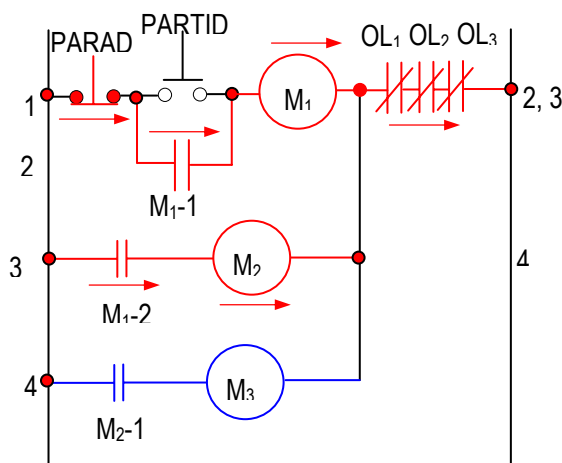 PARTID
PARAD
OL₁ OL₂ OL₃
1
M₁
2, 3
2
M₁-1
3
M₂
4
M₁-2
4
M₃
M₂-1